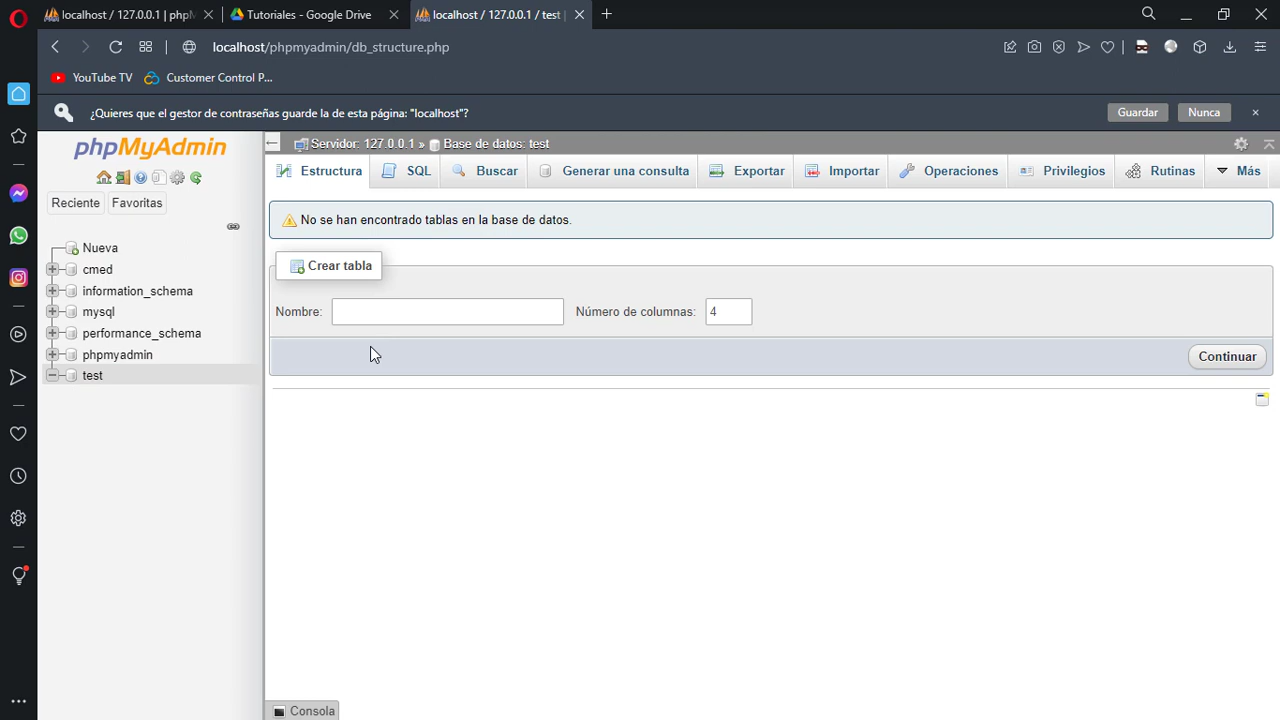 localhost / 127.0.0.1 | phpM
Tutoriales - Google Drive
localhost / 127.0.0.1 / test |
localhost/phpmyadmin/db_structure.php
YouTube TV
Customer Control P...
¿Quieres que el gestor de contraseñas guarde la de esta página: "localhost"?
Guardar
Nunca
phpMyAdmin
Reciente
Favoritas
Nueva
cmed
information_schema
mysql
performance_schema
phpmyadmin
test
Servidor: 127.0.0.1 » Base de datos: test
Estructura
SQL
Buscar
Generar una consulta
Exportar
Importar
Operaciones
Privilegios
Rutinas
Más
No se han encontrado tablas en la base de datos.
Crear tabla
Nombre:
Número de columnas: 4
Continuar
Consola